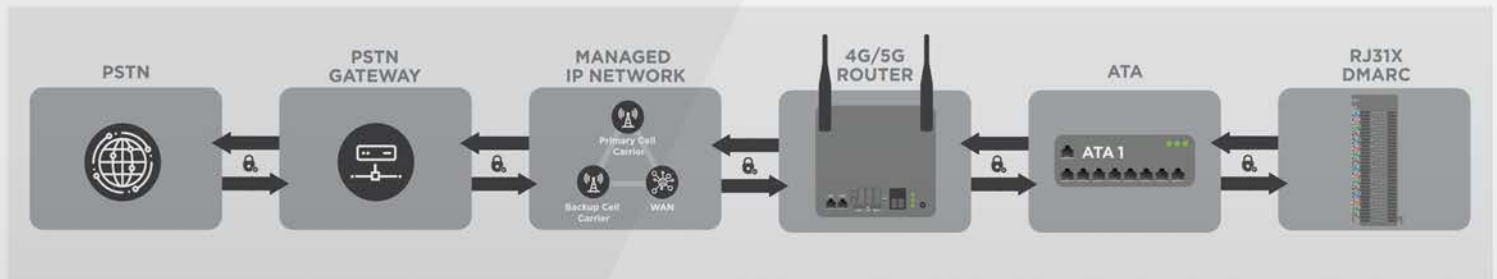 PSTN
PSTN
GATEWAY
MANAGED
IP NETWORK
Primary Cell
Carrier
Backup Cell
Carrier
WAN
4G/5G
ROUTER
ATA
ATA 1
RJ31X
DMARC